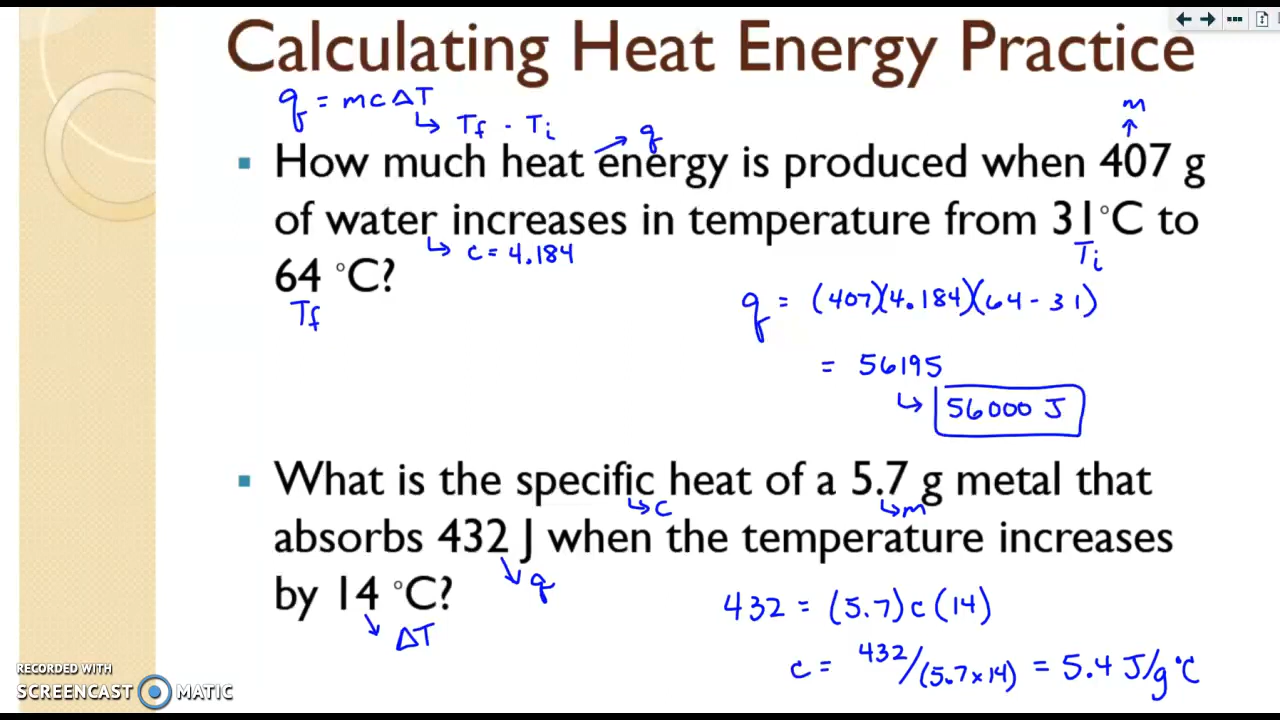 Calculating Heat Energy Practice
q = mcΔT
↳ Tf - Ti
q
m
▪ How much heat energy is produced when 407 g
of water increases in temperature from 31°C to
↳ c = 4.184
Ti
64 °C?
Tf
q = (407)(4.184)(64-31)
= 56195
↳ 56000 J
▪ What is the specific heat of a 5.7 g metal that
↳ c
↳ m
absorbs 432 J when the temperature increases
q
by 14 °C?
ΔT
432 = (5.7) c (14)
c = 432/(5.7×14) = 5.4 J/g°C
RECORDED WITH
SCREENCAST MATIC